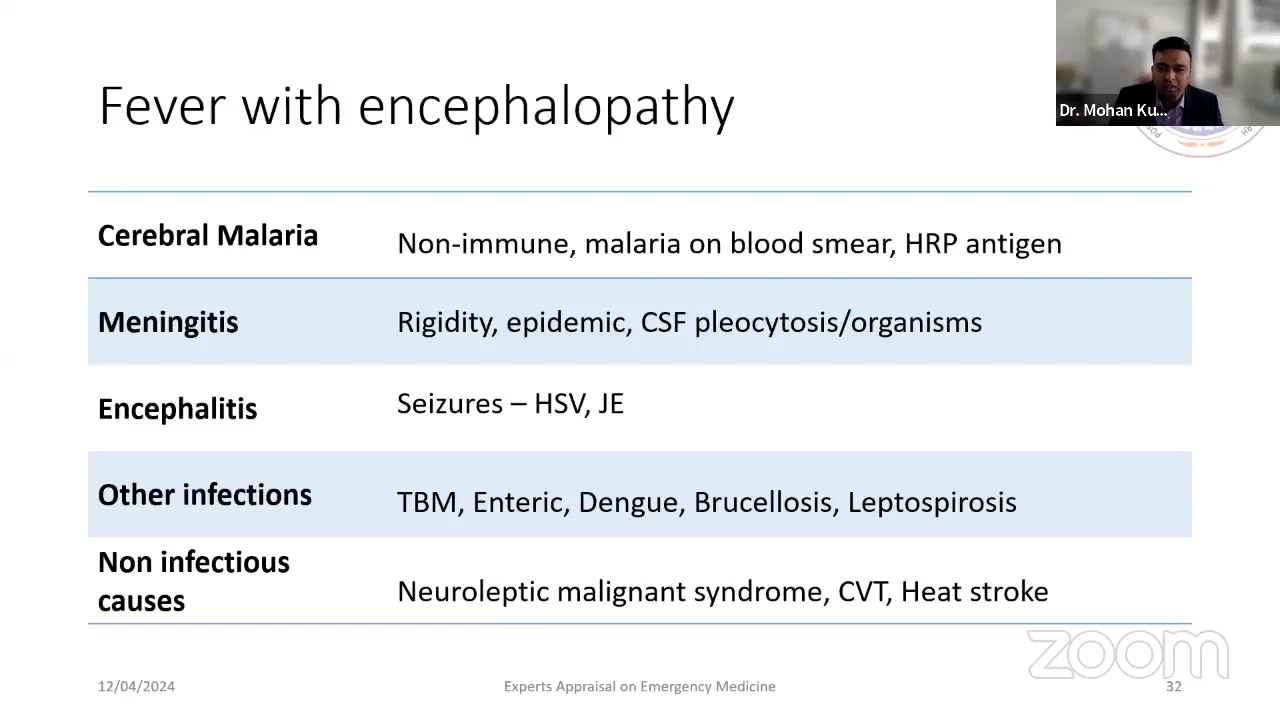 Fever with encephalopathy
Dr. Mohan Ku...
Cerebral Malaria
Non-immune, malaria on blood smear, HRP antigen
Meningitis
Rigidity, epidemic, CSF pleocytosis/organisms
Encephalitis
Seizures – HSV, JE
Other infections
TBM, Enteric, Dengue, Brucellosis, Leptospirosis
Non infectious
causes
Neuroleptic malignant syndrome, CVT, Heat stroke
zoom
12/04/2024
Experts Appraisal on Emergency Medicine
32